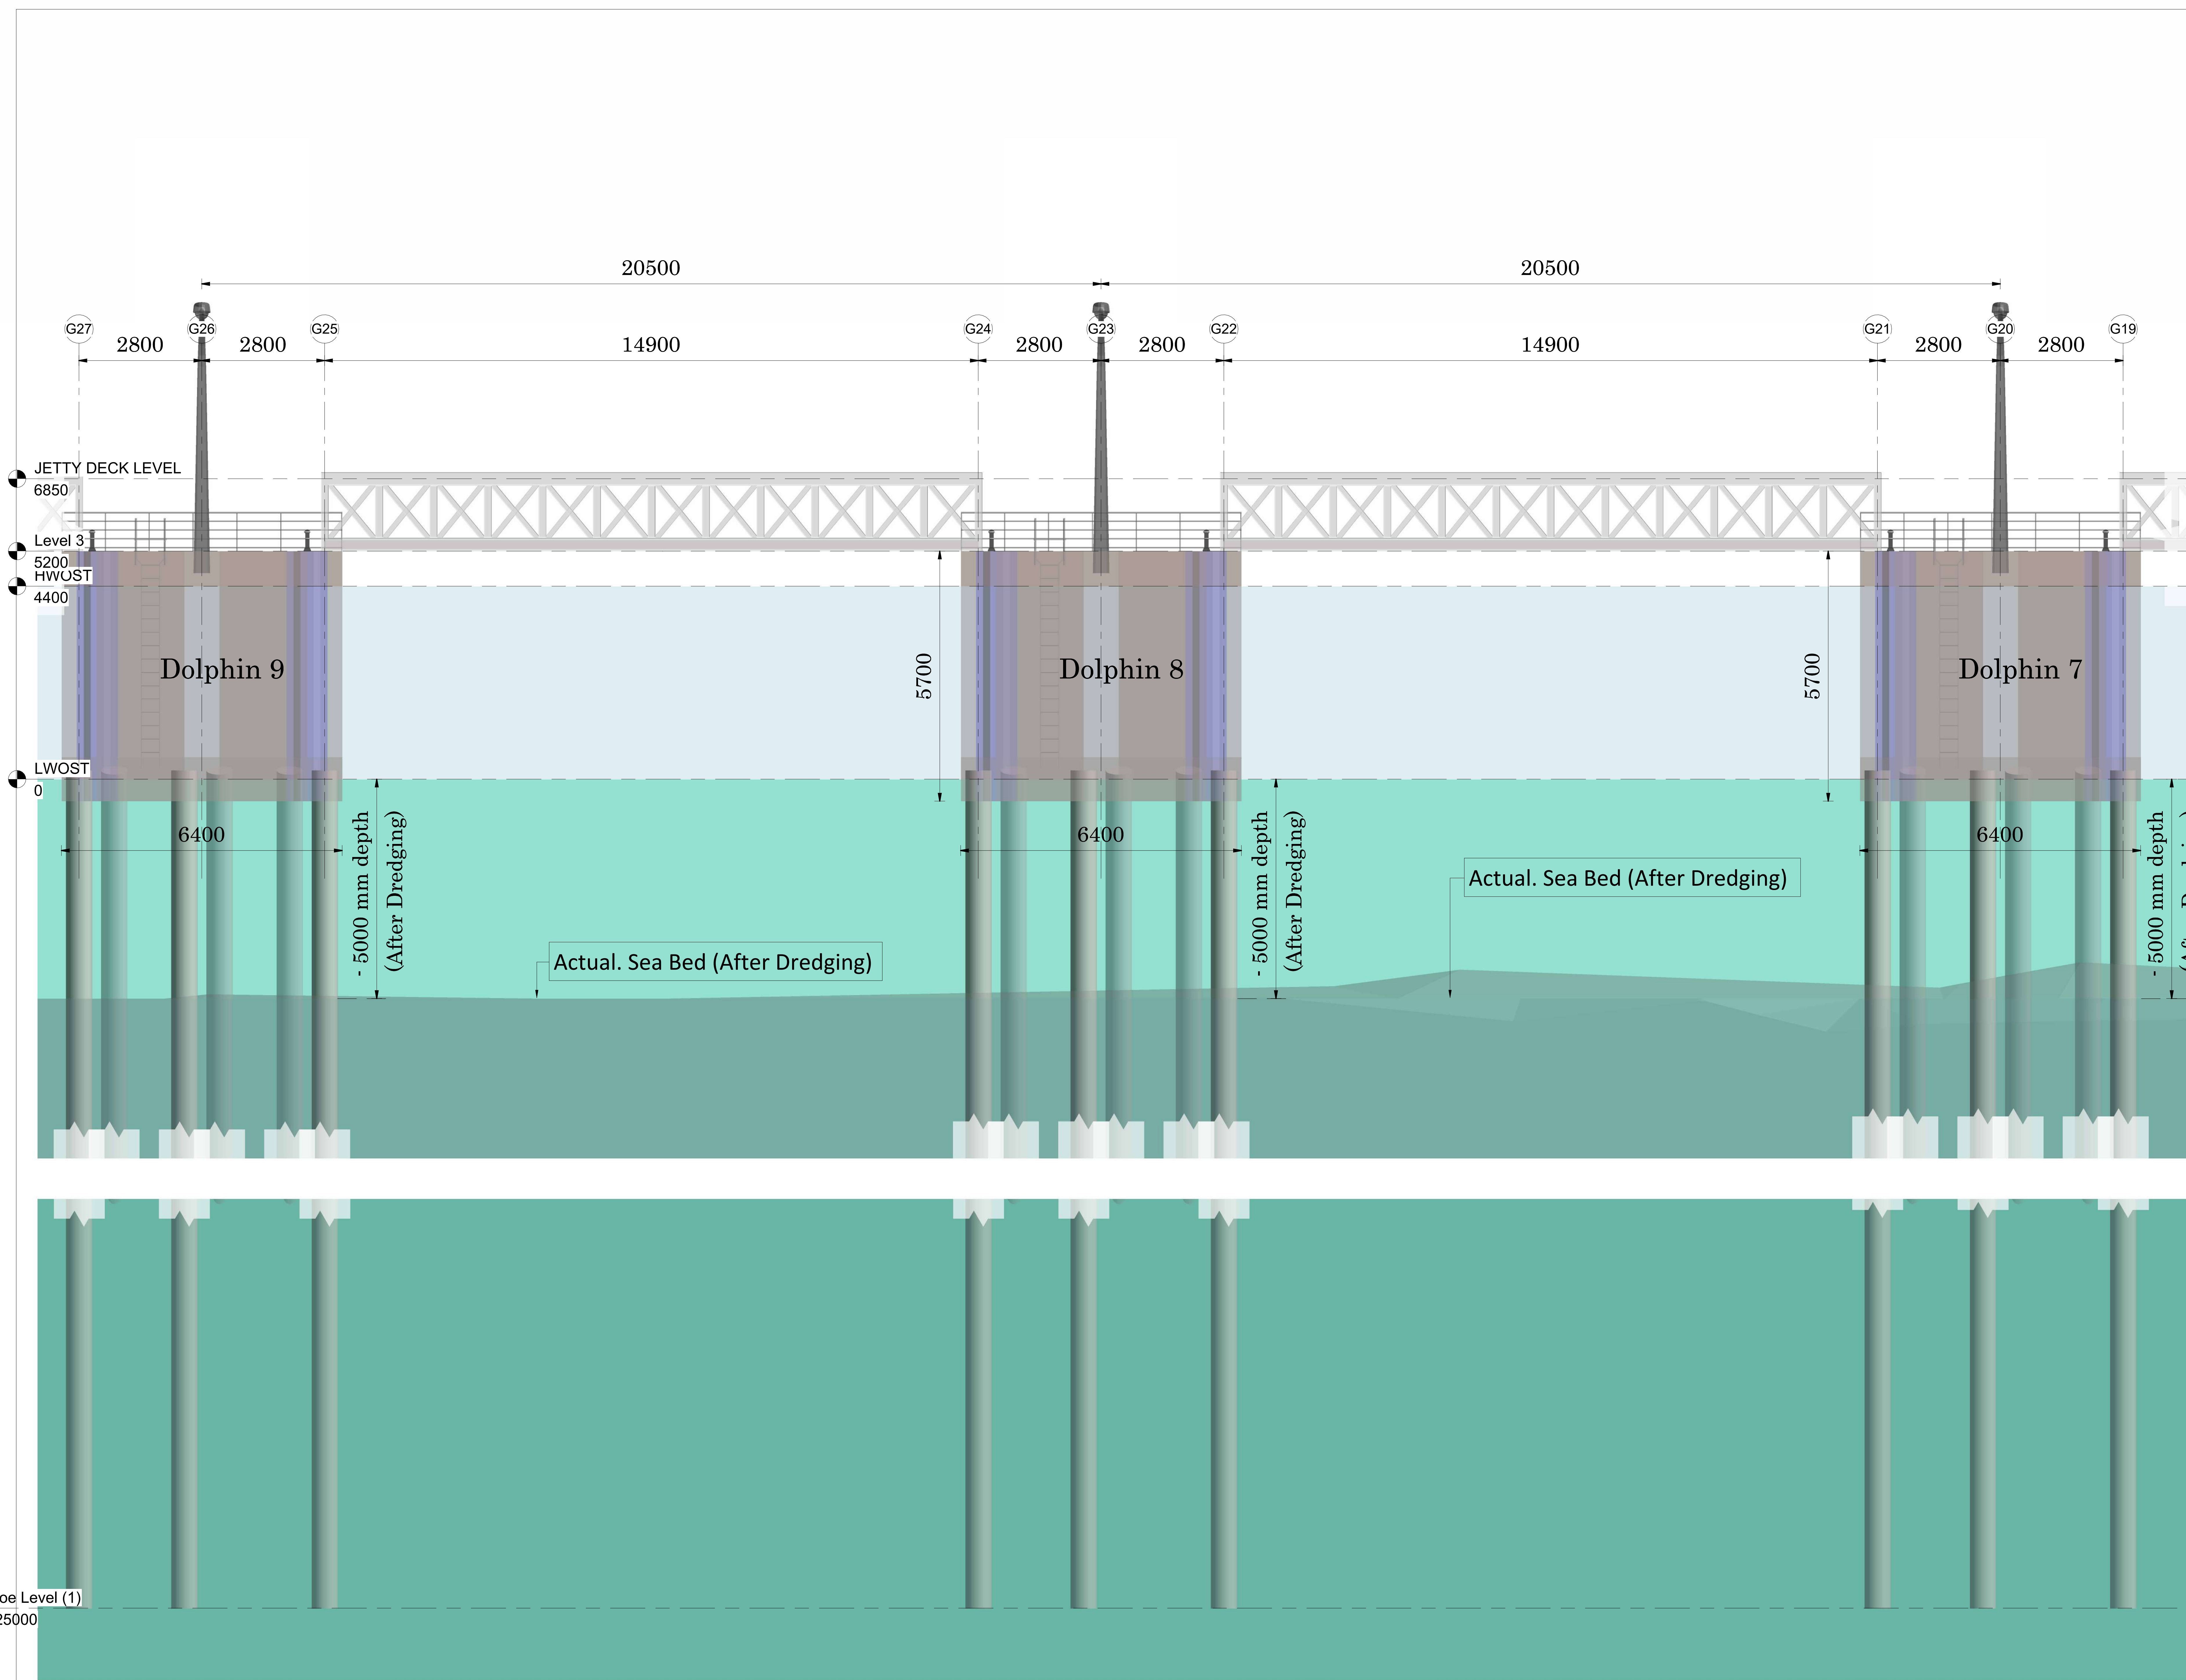 20500
20500
G27
G26
G25
G24
G23
G22
G21
G20
G19
2800
2800
14900
2800
2800
14900
2800
2800
JETTY DECK LEVEL
6850
Level 3
5200
HWOST
4400
Dolphin 9
Dolphin 8
Dolphin 7
5700
5700
LWOST
0
6400
6400
6400
- 5000 mm depth
(After Dredging)
- 5000 mm depth
(After Dredging)
- 5000 mm depth
Actual. Sea Bed (After Dredging)
Actual. Sea Bed (After Dredging)
Level (1)
25000